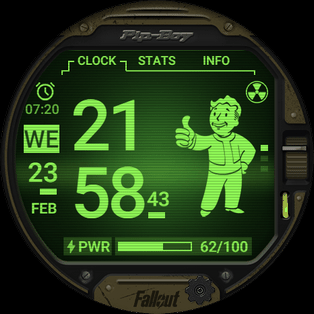 Pip-Boy
CLOCK STATS INFO
07:20
21
WE
23
58 43
FEB
PWR 62/100
Fallout